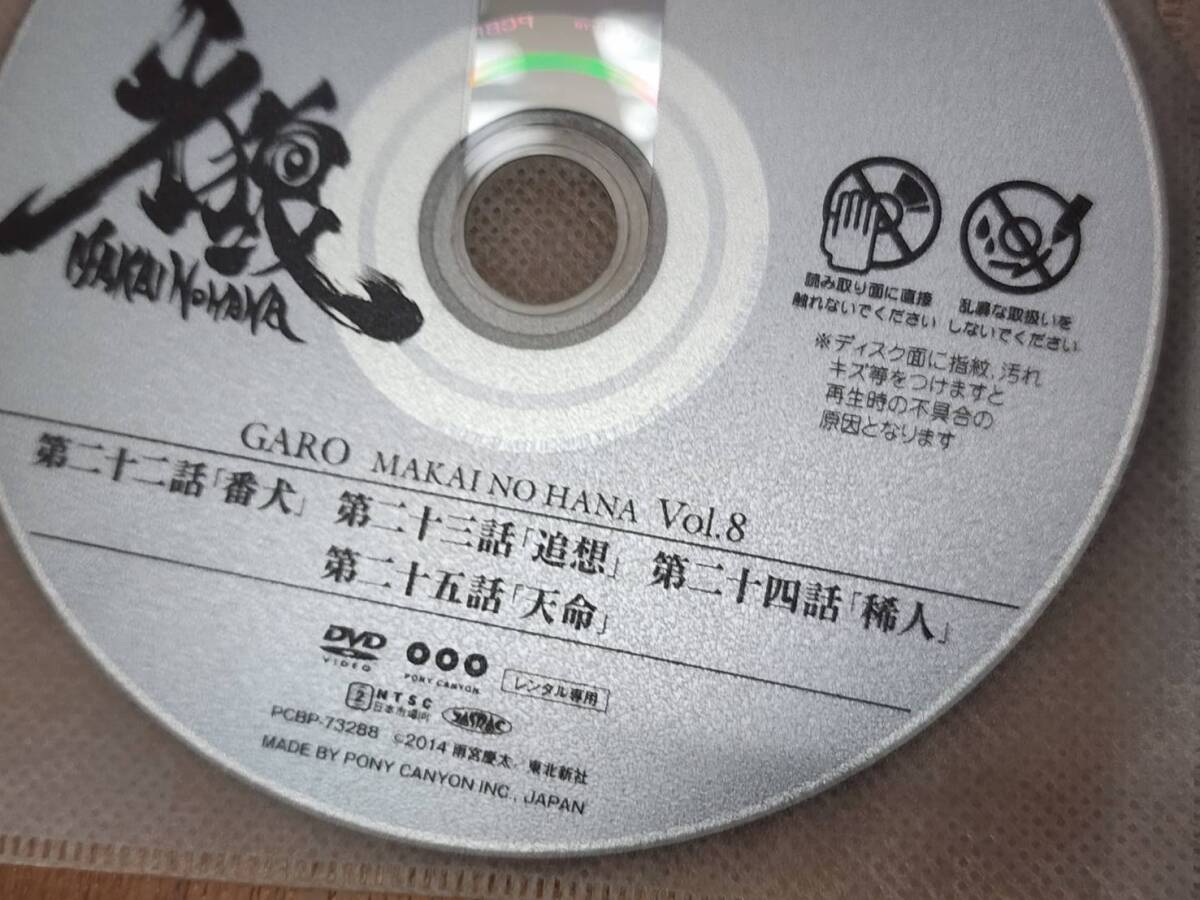 牙狼
MAKAI NO HANA
読み取り面に直接
触れないでください
乱暴な取扱いを
しないでください
※ディスク面に指紋、汚れ
キズ等をつけますと
再生時の不具合の
原因となります
GARO MAKAI NO HANA Vol.8
第二十二話「番犬」 第二十三話「追想」 第二十四話「稀人」
第二十五話「天命」
DVD
VIDEO
PONY CANYON
レンタル専用
2
NTSC
日本市場向
JASRAC
PCBP-73288 ©2014 雨宮慶太／東北新社
MADE BY PONY CANYON INC., JAPAN